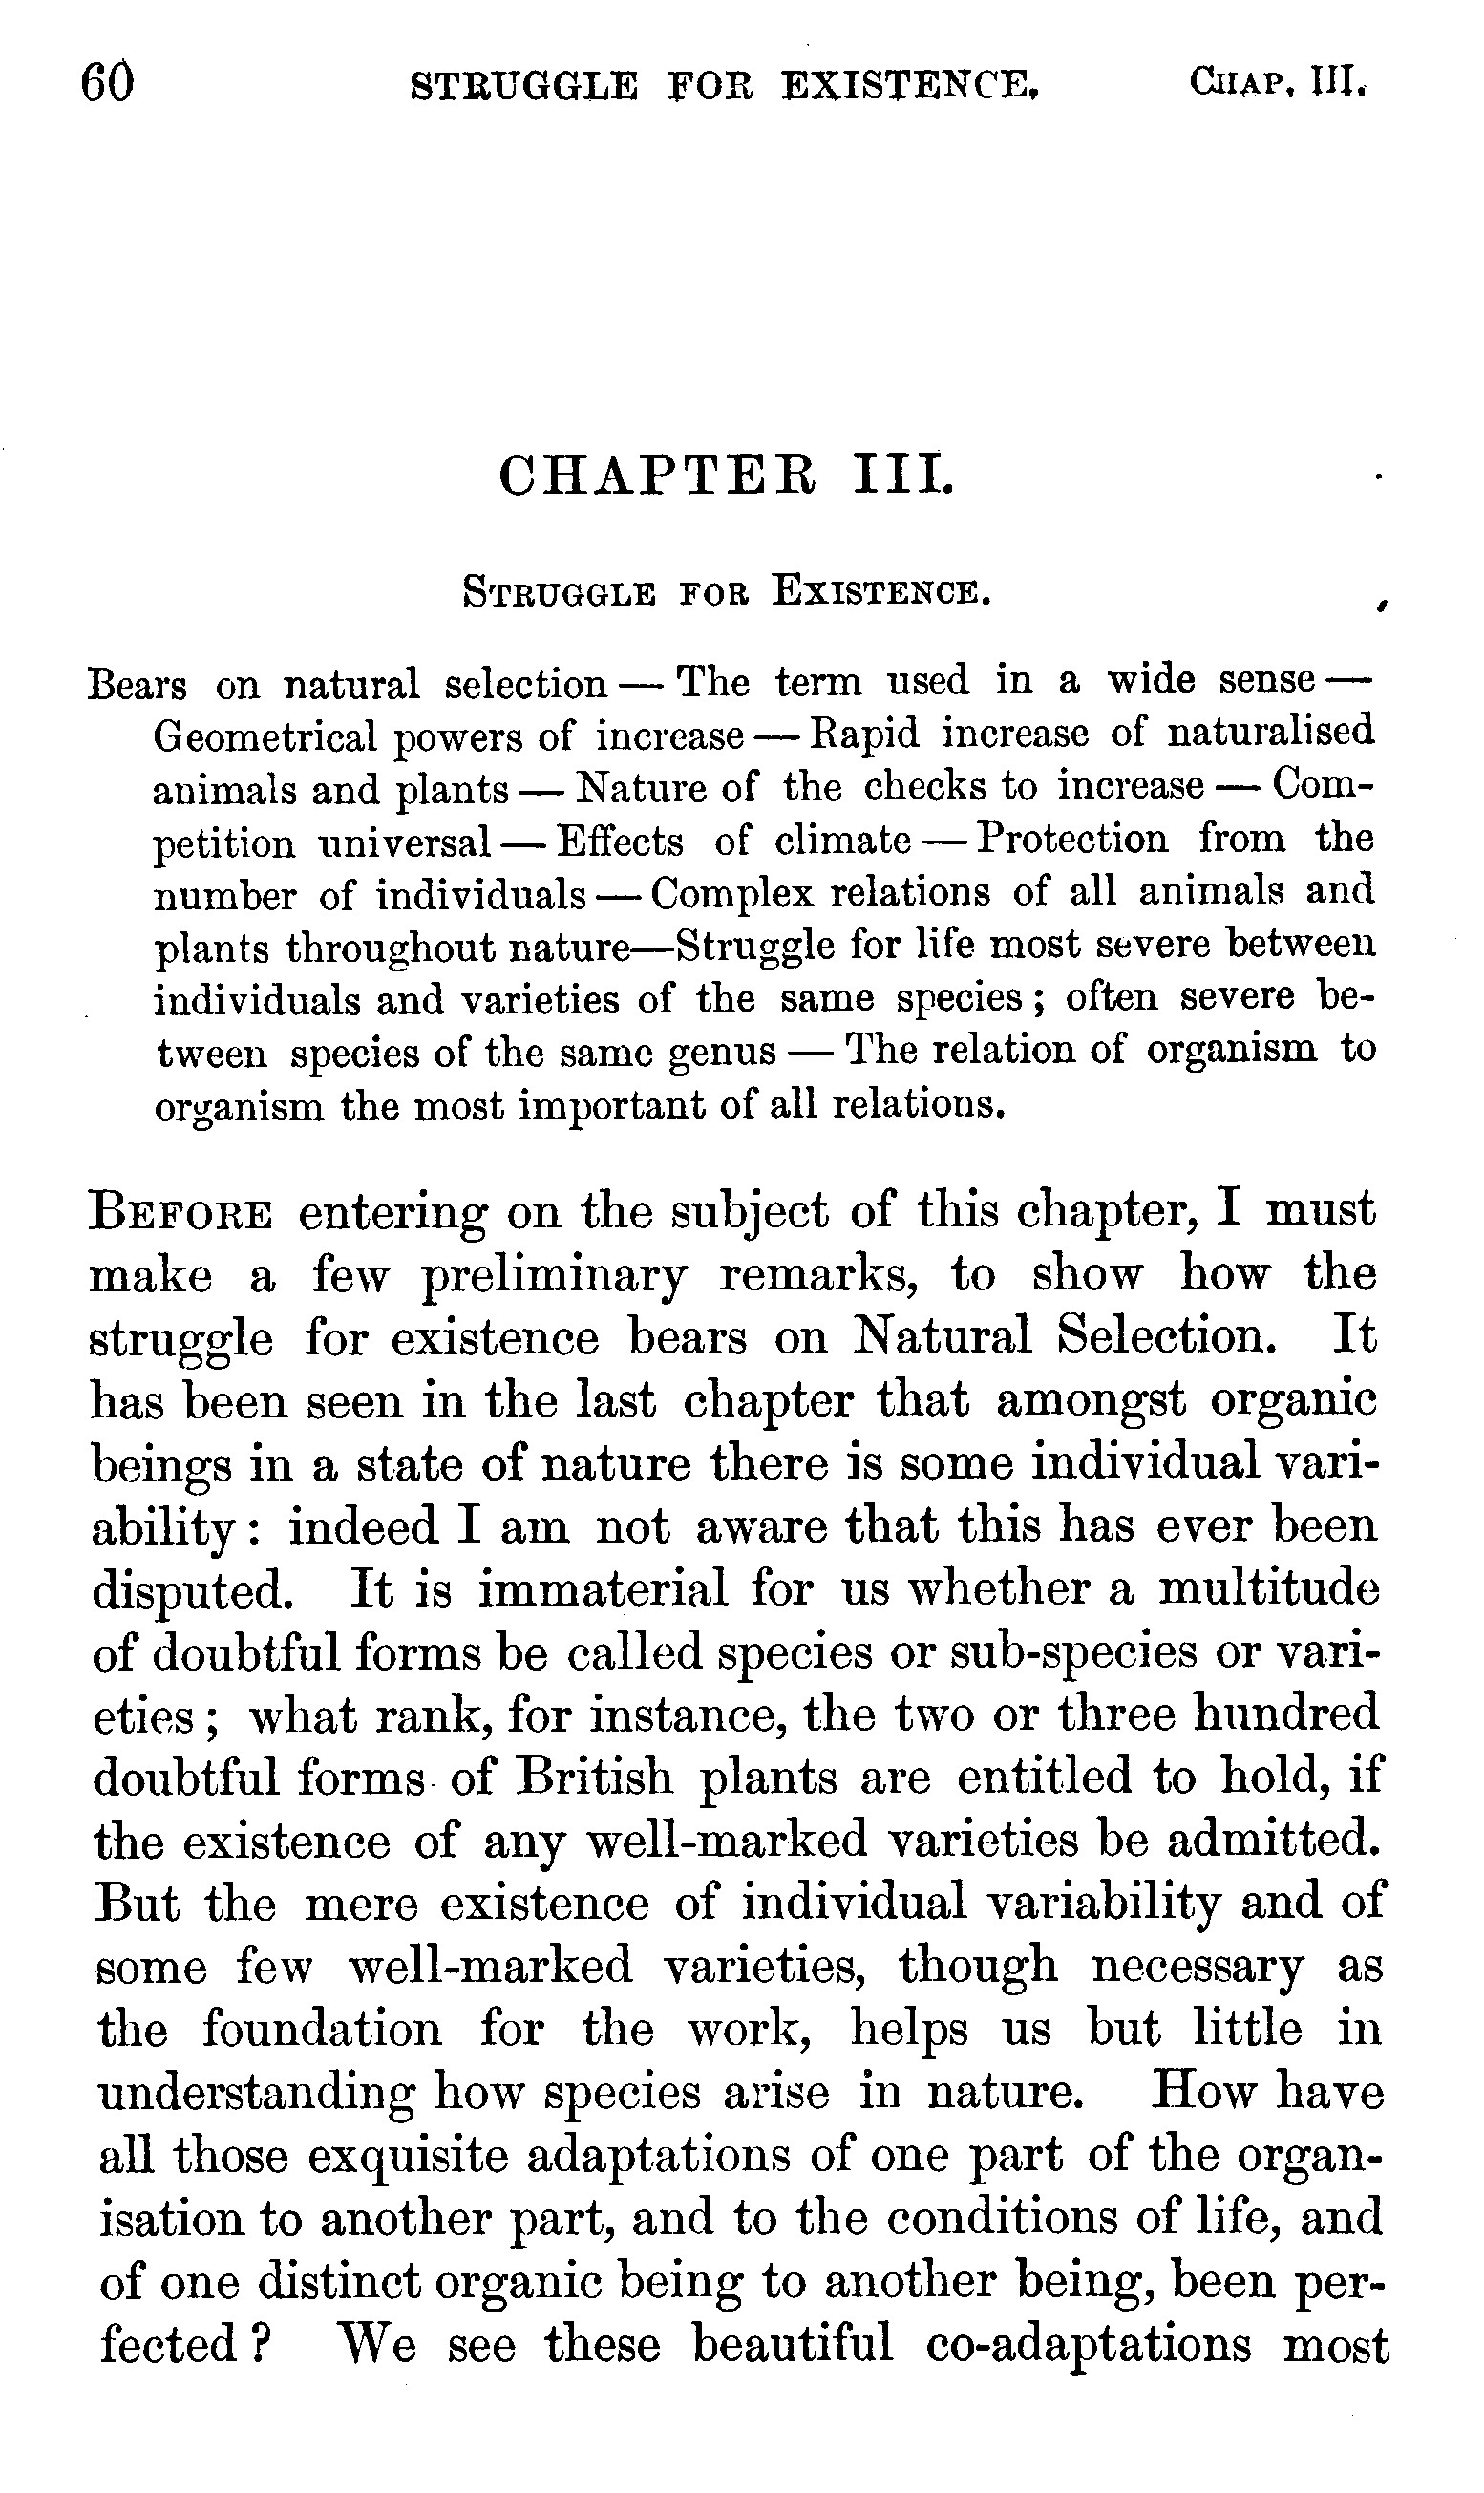 60 STRUGGLE FOR EXISTENCE. CHAP. III.
CHAPTER III.
STRUGGLE FOR EXISTENCE.
Bears on natural selection — The term used in a wide sense —
Geometrical powers of increase — Rapid increase of naturalised
animals and plants — Nature of the checks to increase — Com-
petition universal — Effects of climate — Protection from the
number of individuals — Complex relations of all animals and
plants throughout nature—Struggle for life most severe between
individuals and varieties of the same species; often severe be-
tween species of the same genus — The relation of organism to
organism the most important of all relations.
BEFORE entering on the subject of this chapter, I must
make a few preliminary remarks, to show how the
struggle for existence bears on Natural Selection. It
has been seen in the last chapter that amongst organic
beings in a state of nature there is some individual vari-
ability: indeed I am not aware that this has ever been
disputed. It is immaterial for us whether a multitude
of doubtful forms be called species or sub-species or vari-
eties; what rank, for instance, the two or three hundred
doubtful forms of British plants are entitled to hold, if
the existence of any well-marked varieties be admitted.
But the mere existence of individual variability and of
some few well-marked varieties, though necessary as
the foundation for the work, helps us but little in
understanding how species arise in nature. How have
all those exquisite adaptations of one part of the organ-
isation to another part, and to the conditions of life, and
of one distinct organic being to another being, been per-
fected? We see these beautiful co-adaptations most